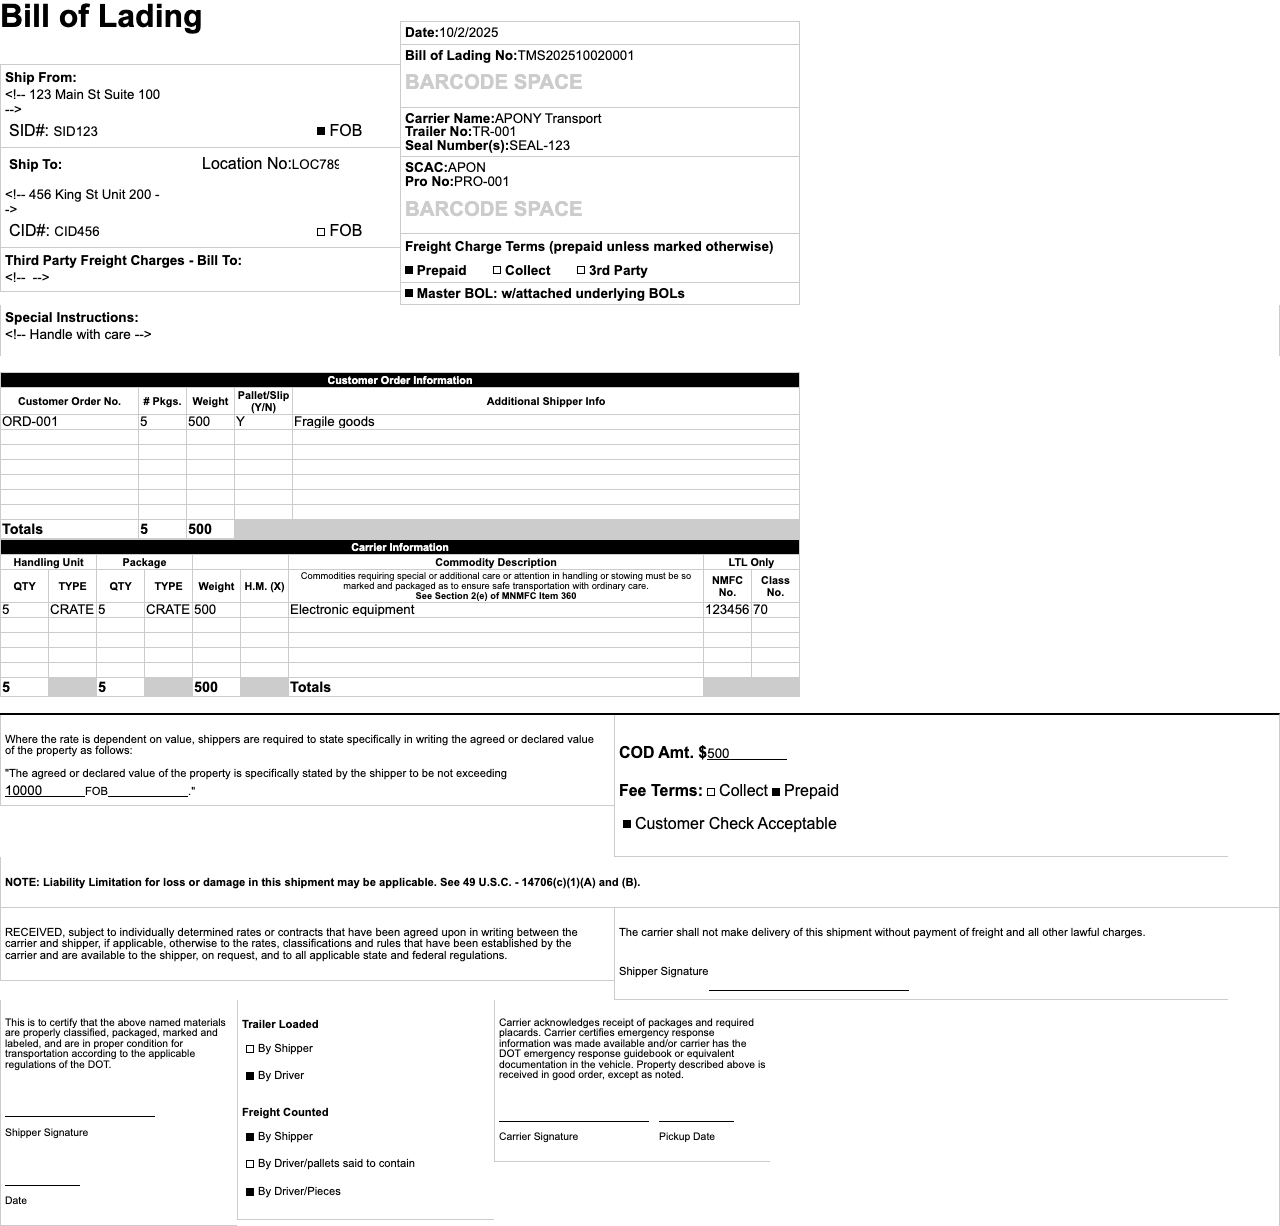 Bill of Lading
Date:10/2/2025
Bill of Lading No:TMS202510020001
BARCODE SPACE
Ship From:
<!-- 123 Main St Suite 100
-->
SID#: SID123 ■ FOB
Carrier Name:APONY Transport
Trailer No:TR-001
Seal Number(s):SEAL-123
Ship To: Location No:LOC789
<!-- 456 King St Unit 200 -
->
CID#: CID456 □ FOB
SCAC:APON
Pro No:PRO-001
BARCODE SPACE
Third Party Freight Charges - Bill To:
<!-- -->
Freight Charge Terms (prepaid unless marked otherwise)
■ Prepaid □ Collect □ 3rd Party
■ Master BOL: w/attached underlying BOLs
Special Instructions:
<!-- Handle with care -->
Customer Order Information
Customer Order No. # Pkgs. Weight Pallet/Slip (Y/N) Additional Shipper Info
ORD-001 5 500 Y Fragile goods
Totals 5 500
Carrier Information
Handling Unit Package Commodity Description LTL Only
QTY TYPE QTY TYPE Weight H.M. (X)
Commodities requiring special or additional care or attention in handling or stowing must be so
marked and packaged as to ensure safe transportation with ordinary care.
See Section 2(e) of MNMFC Item 360
NMFC No. Class No.
5 CRATE 5 CRATE 500 Electronic equipment 123456 70
5 5 500 Totals
Where the rate is dependent on value, shippers are required to state specifically in writing the agreed or declared value
of the property as follows:
"The agreed or declared value of the property is specifically stated by the shipper to be not exceeding
10000 FOB ."
COD Amt. $500
Fee Terms: □ Collect ■ Prepaid
■ Customer Check Acceptable
NOTE: Liability Limitation for loss or damage in this shipment may be applicable. See 49 U.S.C. - 14706(c)(1)(A) and (B).
RECEIVED, subject to individually determined rates or contracts that have been agreed upon in writing between the
carrier and shipper, if applicable, otherwise to the rates, classifications and rules that have been established by the
carrier and are available to the shipper, on request, and to all applicable state and federal regulations.
The carrier shall not make delivery of this shipment without payment of freight and all other lawful charges.
Shipper Signature
This is to certify that the above named materials
are properly classified, packaged, marked and
labeled, and are in proper condition for
transportation according to the applicable
regulations of the DOT.
Shipper Signature
Date
Trailer Loaded
□ By Shipper
■ By Driver
Freight Counted
■ By Shipper
□ By Driver/pallets said to contain
■ By Driver/Pieces
Carrier acknowledges receipt of packages and required
placards. Carrier certifies emergency response
information was made available and/or carrier has the
DOT emergency response guidebook or equivalent
documentation in the vehicle. Property described above is
received in good order, except as noted.
Carrier Signature Pickup Date